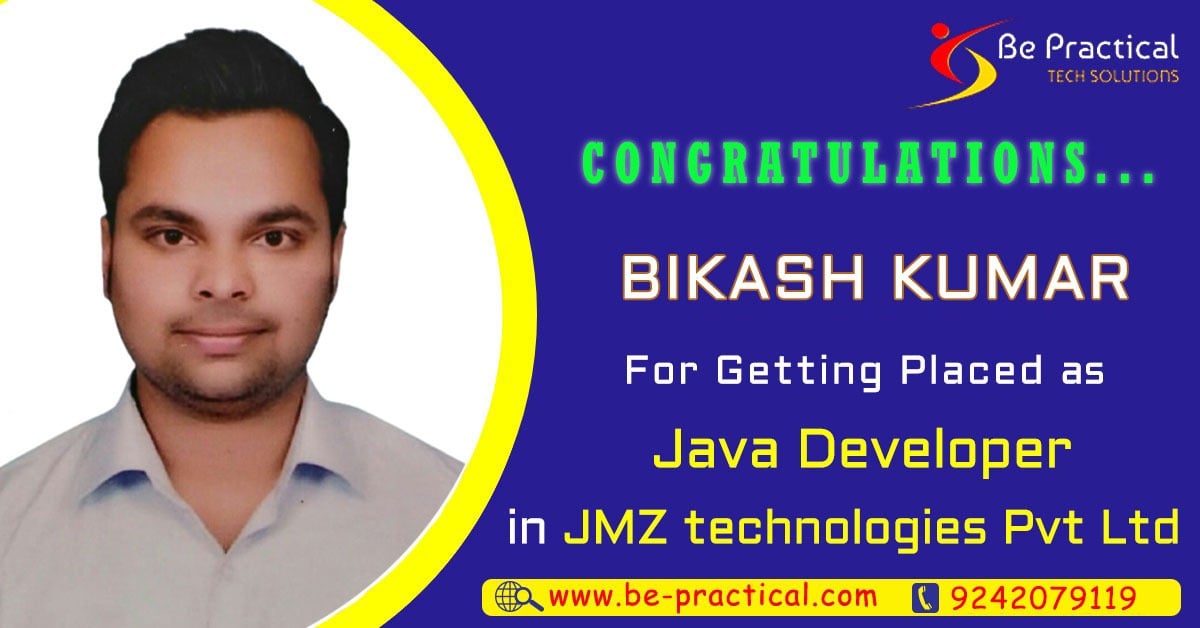 Be Practical
TECH SOLUTIONS
CONGRATULATIONS...
BIKASH KUMAR
For Getting Placed as
Java Developer
in JMZ technologies Pvt Ltd
www.be-practical.com 9242079119